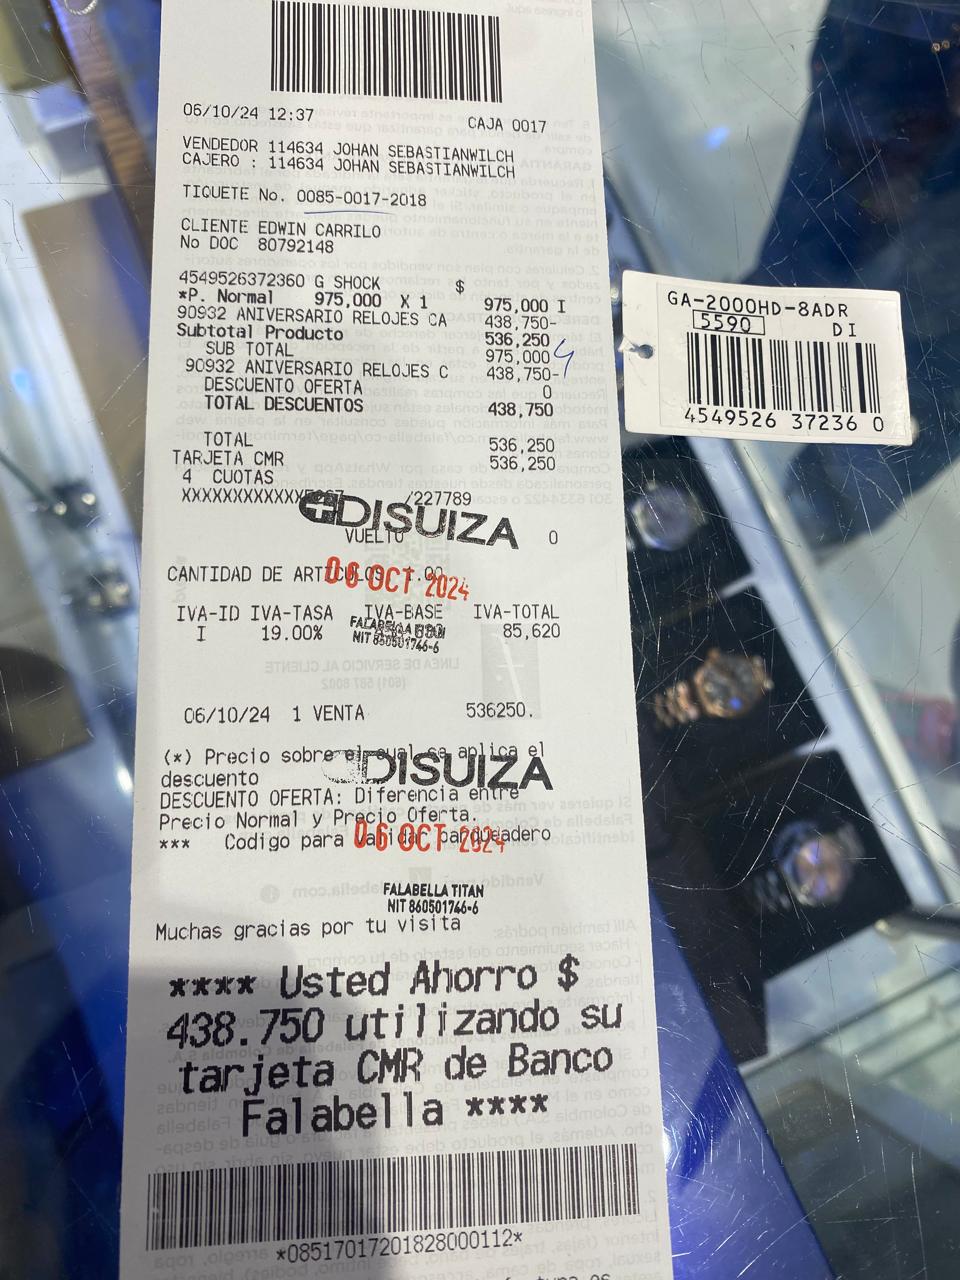 06/10/24 12:37 CAJA 0017
VENDEDOR 114634 JOHAN SEBASTIANWILCH
CAJERO : 114634 JOHAN SEBASTIANWILCH
TIQUETE No. 0085-0017-2018
CLIENTE EDWIN CARRILO
No DOC 80792148
4549526372360 G SHOCK $
*P. Normal 975,000 X 1 975,000 I
90932 ANIVERSARIO RELOJES CA 438,750-
Subtotal Producto 536,250
SUB TOTAL 975,000
90932 ANIVERSARIO RELOJES C 438,750-
DESCUENTO OFERTA 0
TOTAL DESCUENTOS 438,750
TOTAL 536,250
TARJETA CMR 536,250
4 CUOTAS
XXXXXXXXXXXX /227789
DISUIZA
VUELTO 0
CANTIDAD DE ARTICULOS
06 OCT 2024
IVA-ID IVA-TASA IVA-BASE IVA-TOTAL
I 19.00% 85,620
NIT 860501746-6
06/10/24 1 VENTA 536250.
(*) Precio sobre el cual se aplica el
descuento
DISUIZA
DESCUENTO OFERTA: Diferencia entre
Precio Normal y Precio Oferta.
*** Codigo para validar parqueadero
06 OCT 2024
FALABELLA TITAN
NIT 860501746-6
Muchas gracias por tu visita
**** Usted Ahorro $
438.750 utilizando su
tarjeta CMR de Banco
Falabella ****
*08517017201828000112*
GA-2000HD-8ADR
5590 DI
4549526 37236 0